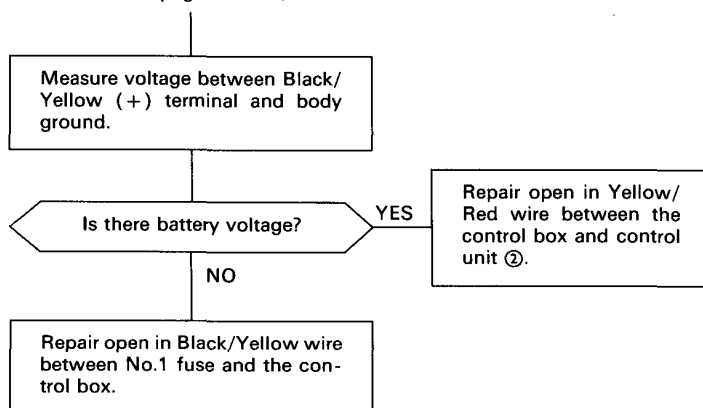 Measure voltage between Black/
Yellow (+) terminal and body
ground.
Is there battery voltage?
YES
Repair open in Yellow/
Red wire between the
control box and control
unit ②.
NO
Repair open in Black/Yellow wire
between No.1 fuse and the con-
trol box.